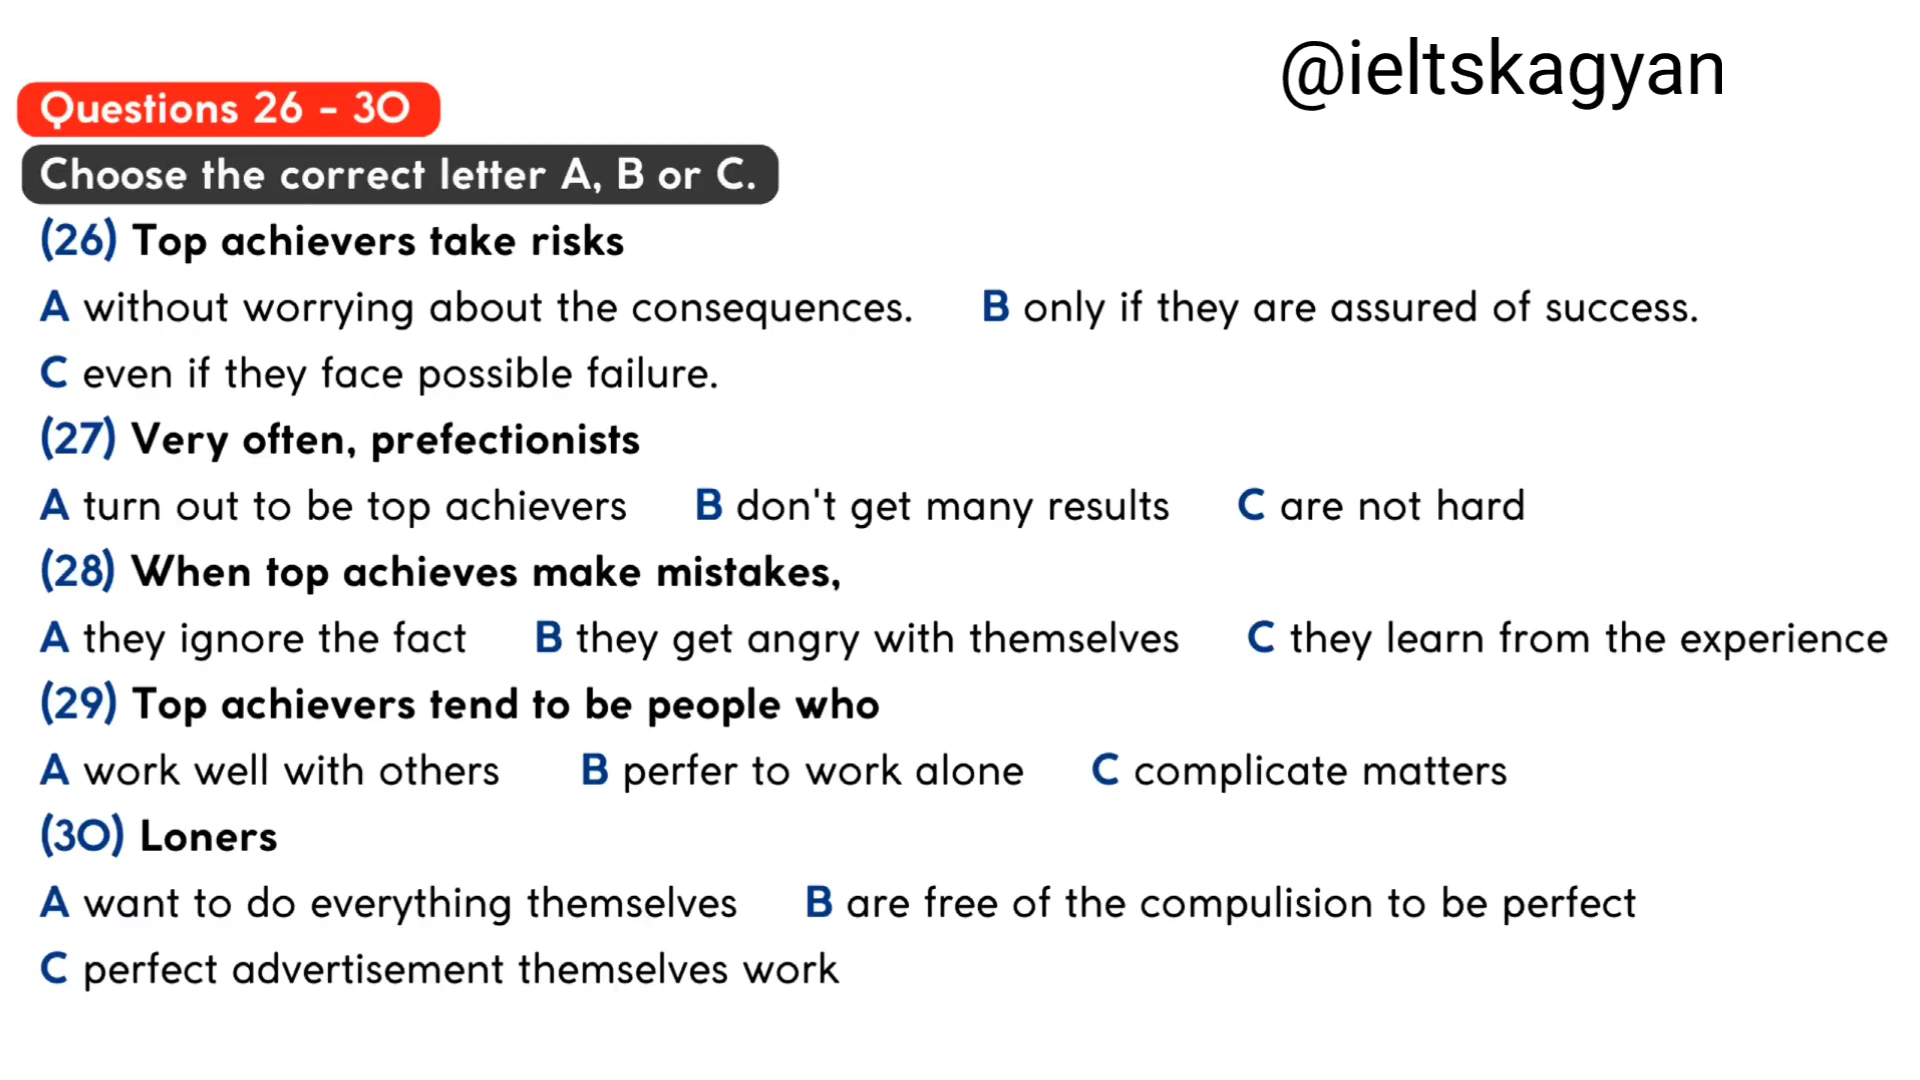 @ieltskagyan
Questions 26 - 30
Choose the correct letter A, B or C.
(26) Top achievers take risks
A without worrying about the consequences. B only if they are assured of success.
C even if they face possible failure.
(27) Very often, prefectionists
A turn out to be top achievers B don't get many results C are not hard
(28) When top achieves make mistakes,
A they ignore the fact B they get angry with themselves C they learn from the experience
(29) Top achievers tend to be people who
A work well with others B perfer to work alone C complicate matters
(30) Loners
A want to do everything themselves B are free of the compulision to be perfect
C perfect advertisement themselves work